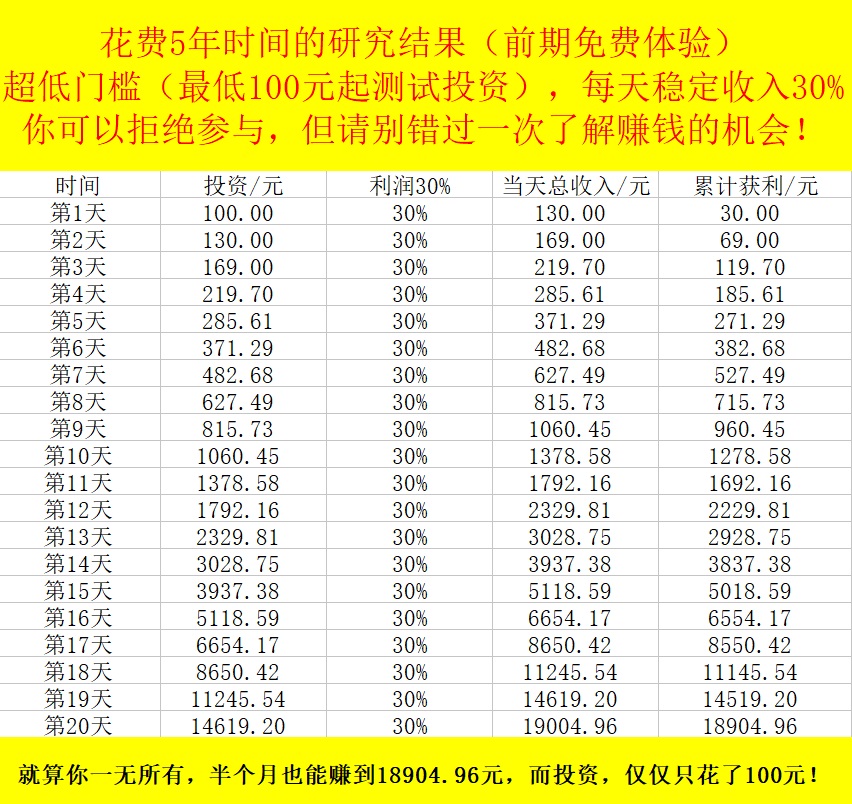 花费5年时间的研究结果（前期免费体验）
超低门槛（最低100元起测试投资），每天稳定收入30%
你可以拒绝参与，但请别错过一次了解赚钱的机会！
时间 投资/元 利润30% 当天总收入/元 累计获利/元
第1天 100.00 30% 130.00 30.00
第2天 130.00 30% 169.00 69.00
第3天 169.00 30% 219.70 119.70
第4天 219.70 30% 285.61 185.61
第5天 285.61 30% 371.29 271.29
第6天 371.29 30% 482.68 382.68
第7天 482.68 30% 627.49 527.49
第8天 627.49 30% 815.73 715.73
第9天 815.73 30% 1060.45 960.45
第10天 1060.45 30% 1378.58 1278.58
第11天 1378.58 30% 1792.16 1692.16
第12天 1792.16 30% 2329.81 2229.81
第13天 2329.81 30% 3028.75 2928.75
第14天 3028.75 30% 3937.38 3837.38
第15天 3937.38 30% 5118.59 5018.59
第16天 5118.59 30% 6654.17 6554.17
第17天 6654.17 30% 8650.42 8550.42
第18天 8650.42 30% 11245.54 11145.54
第19天 11245.54 30% 14619.20 14519.20
第20天 14619.20 30% 19004.96 18904.96
就算你一无所有，半个月也能赚到18904.96元，而投资，仅仅只花了100元！